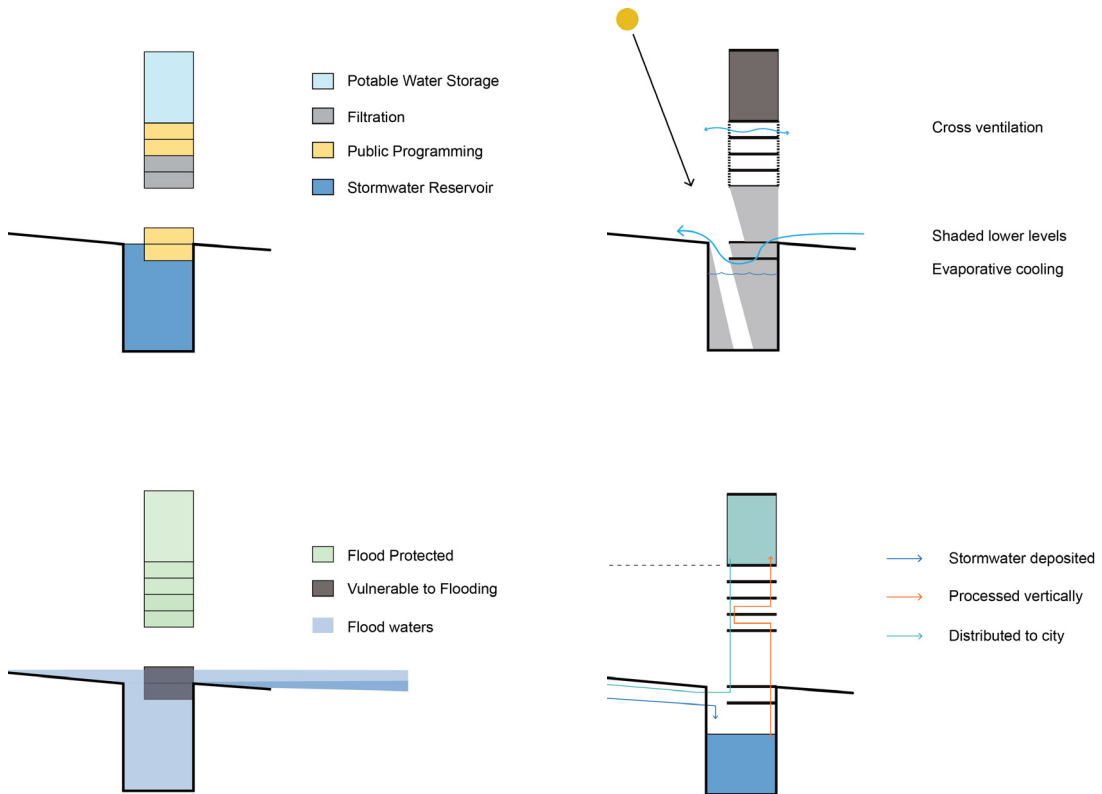 Potable Water Storage
Filtration
Public Programming
Stormwater Reservoir
Cross ventilation
Shaded lower levels
Evaporative cooling
Flood Protected
Vulnerable to Flooding
Flood waters
Stormwater deposited
Processed vertically
Distributed to city